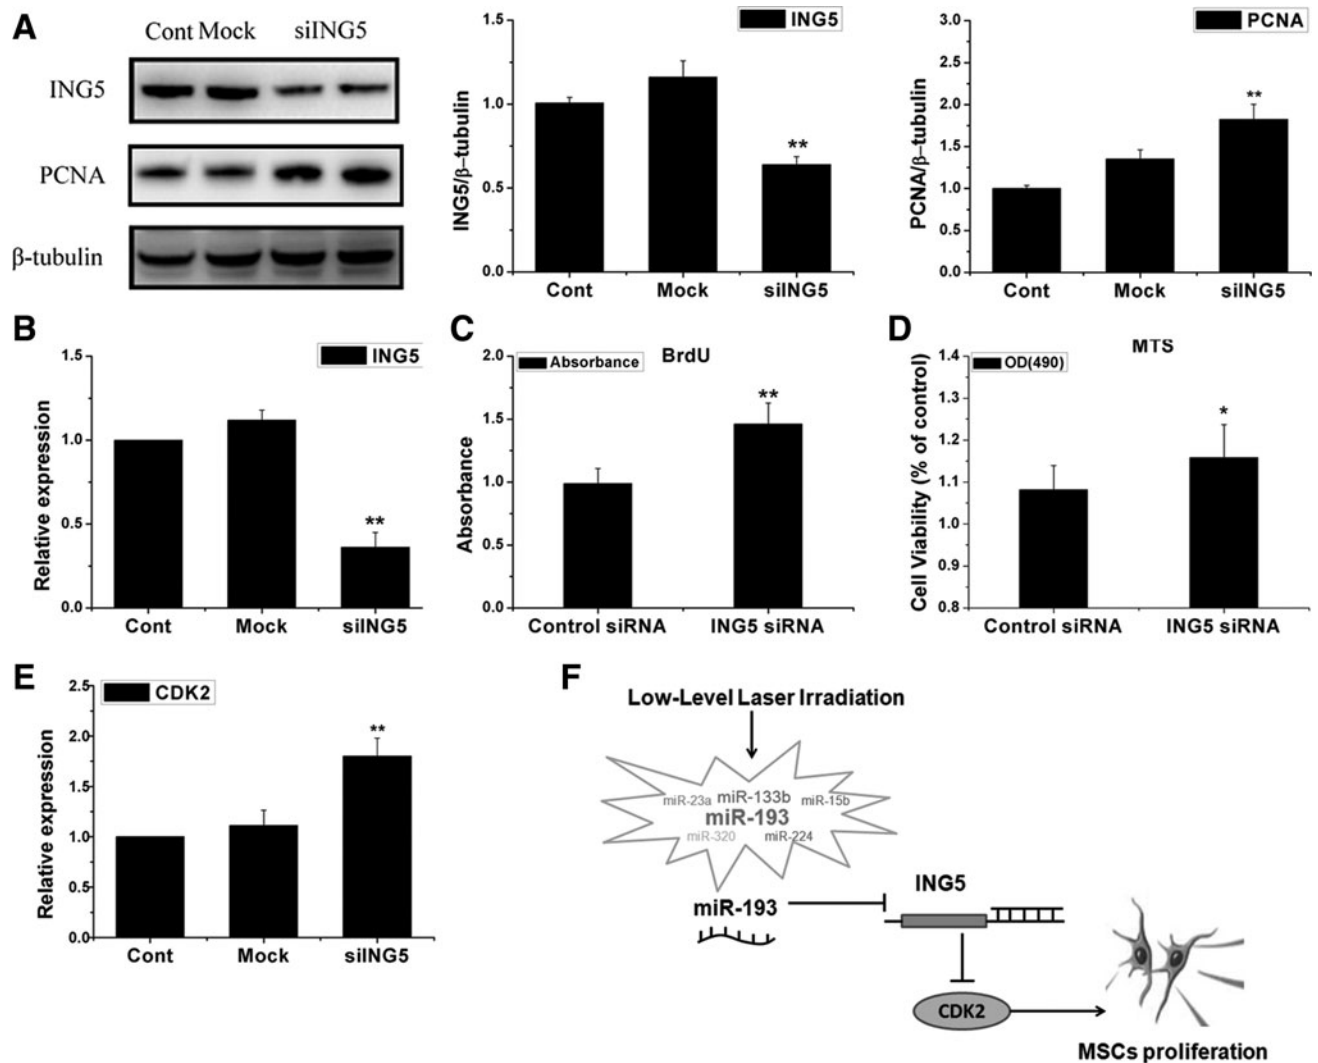 A
Cont Mock siING5
ING5
PCNA
β-tubulin
ING5
1.5
1.0
0.5
0.0
ING5/β-tubulin
**
Cont Mock siING5
PCNA
3.0
2.5
2.0
1.5
1.0
0.5
0.0
PCNA/β-tubulin
**
Cont Mock siING5
B
ING5
1.5
1.0
0.5
0.0
Relative expression
**
Cont Mock siING5
C
BrdU
Absorbance
2.0
1.5
1.0
0.5
0.0
Absorbance
**
Control siRNA ING5 siRNA
D
MTS
OD(490)
1.4
1.3
1.2
1.1
1.0
0.9
0.8
Cell Viability (% of control)
*
Control siRNA ING5 siRNA
E
CDK2
2.5
2.0
1.5
1.0
0.5
0.0
Relative expression
**
Cont Mock siING5
F
Low-Level Laser Irradiation
miR-23a miR-133b miR-15b
miR-193
miR-320 miR-224
miR-193
ING5
CDK2
MSCs proliferation